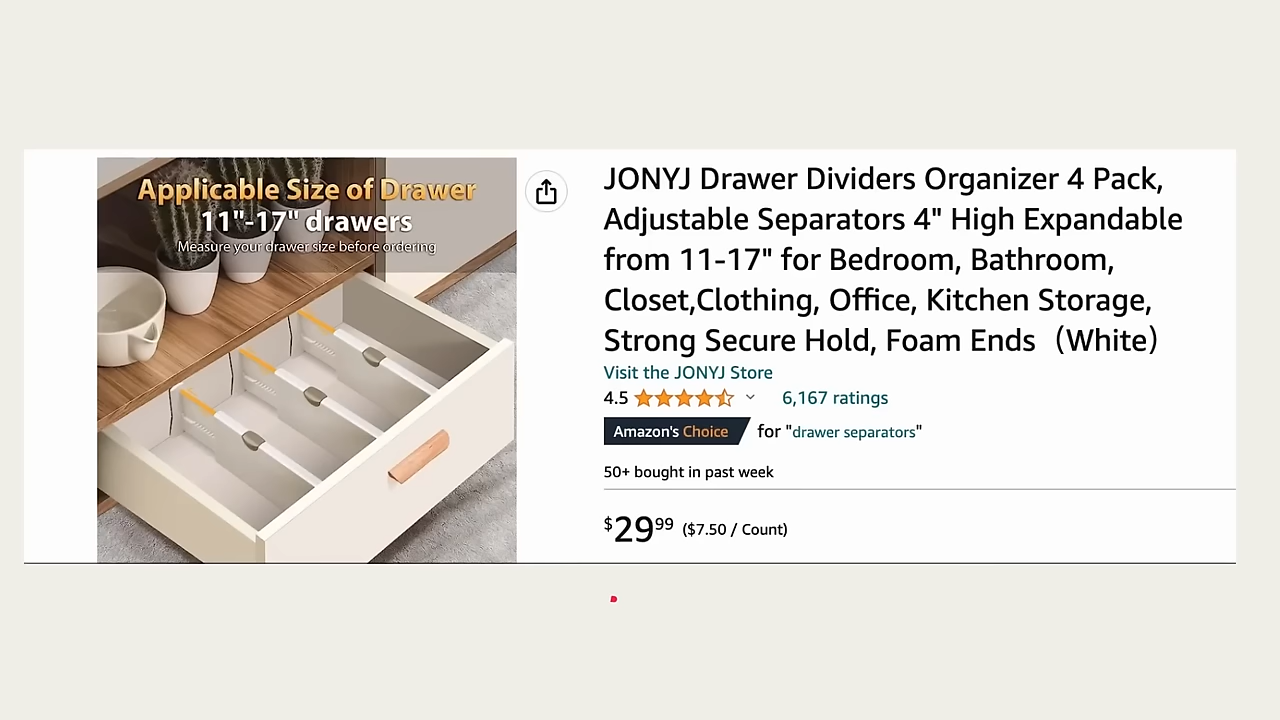 Applicable Size of Drawer
11"-17" drawers
Measure your drawer size before ordering
JONYJ Drawer Dividers Organizer 4 Pack,
Adjustable Separators 4" High Expandable
from 11-17" for Bedroom, Bathroom,
Closet,Clothing, Office, Kitchen Storage,
Strong Secure Hold, Foam Ends（White）
Visit the JONYJ Store
4.5 6,167 ratings
Amazon's Choice for "drawer separators"
50+ bought in past week
$29.99 ($7.50 / Count)